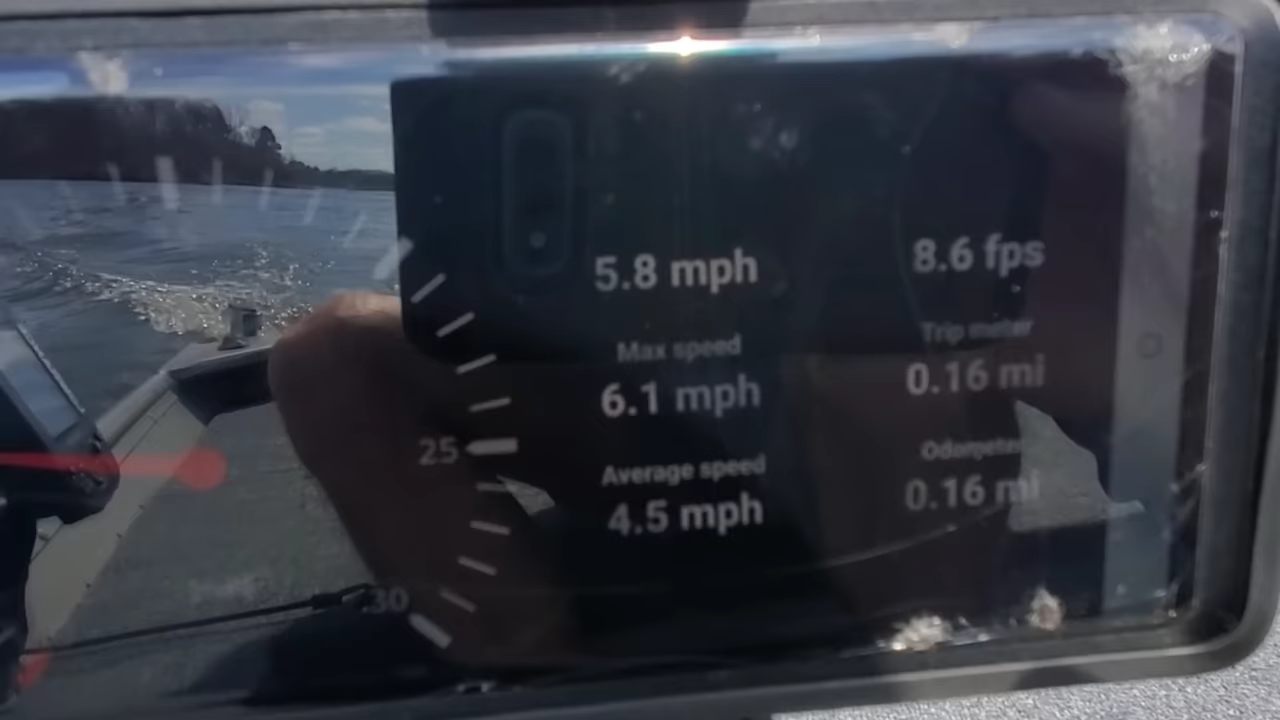 5.8 mph
8.6 fps
Max speed
Trip meter
6.1 mph
0.16 mi
25
Average speed
Odometer
4.5 mph
0.16 mi
30